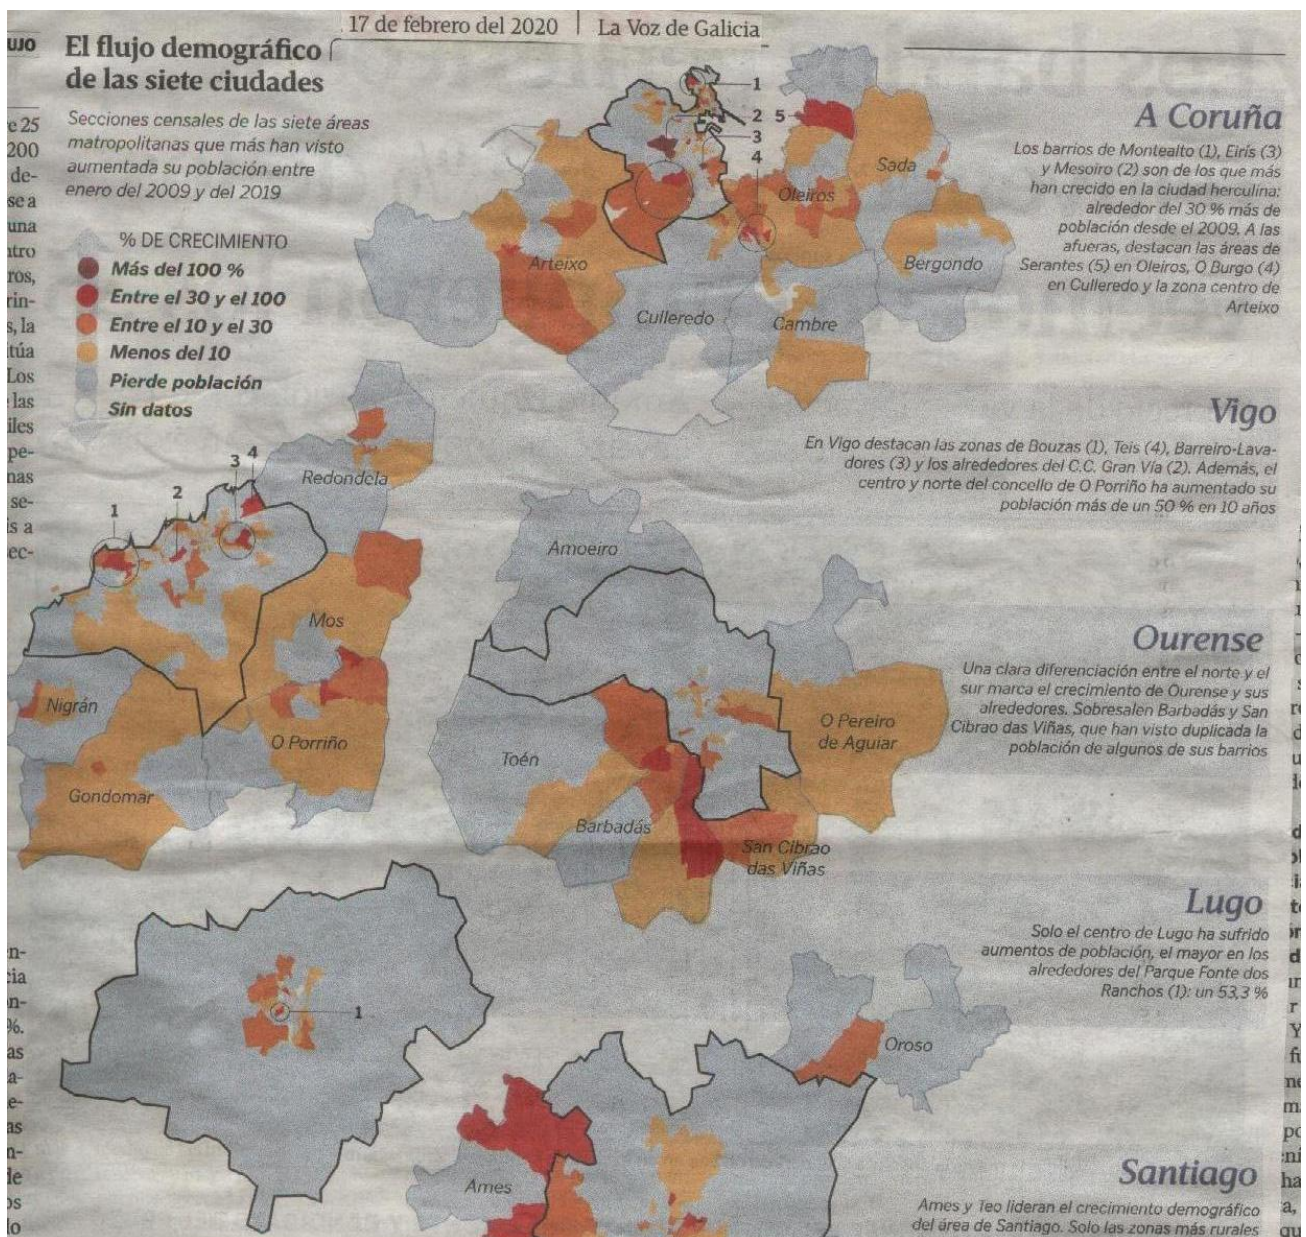 17 de febrero del 2020 | La Voz de Galicia
UJO
El flujo demográfico
de las siete ciudades
Secciones censales de las siete áreas
matropolitanas que más han visto
aumentada su población entre
enero del 2009 y del 2019
% DE CRECIMIENTO
Más del 100 %
Entre el 30 y el 100
Entre el 10 y el 30
Menos del 10
Pierde población
Sin datos
1
2
3
4
5
Sada
Oleiros
Arteixo
Bergondo
Culleredo
Cambre
A Coruña
Los barrios de Montealto (1), Eirís (3)
y Mesoiro (2) son de los que más
han crecido en la ciudad herculina:
alrededor del 30 % más de
población desde el 2009. A las
afueras, destacan las áreas de
Serantes (5) en Oleiros, O Burgo (4)
en Culleredo y la zona centro de
Arteixo
Vigo
En Vigo destacan las zonas de Bouzas (1), Teis (4), Barreiro-Lava-
dores (3) y los alrededores del C.C. Gran Vía (2). Además, el
centro y norte del concello de O Porriño ha aumentado su
población más de un 50 % en 10 años
1
2
3
4
Redondela
Mos
Nigrán
O Porriño
Gondomar
Amoeiro
Toén
O Pereiro
de Aguiar
Barbadás
San Cibrao
das Viñas
Ourense
Una clara diferenciación entre el norte y el
sur marca el crecimiento de Ourense y sus
alrededores. Sobresalen Barbadás y San
Cibrao das Viñas, que han visto duplicada la
población de algunos de sus barrios
Lugo
Solo el centro de Lugo ha sufrido
aumentos de población, el mayor en los
alrededores del Parque Fonte dos
Ranchos (1): un 53,3 %
1
Oroso
Ames
Santiago
Ames y Teo lideran el crecimiento demográfico
del área de Santiago. Solo las zonas más rurales